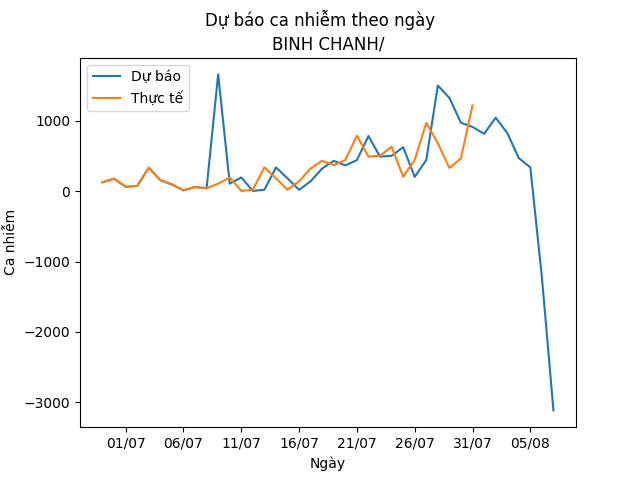 Dự báo ca nhiễm theo ngày
BINH CHANH/
Dự báo
Thực tế
Ca nhiễm
1000
0
−1000
−2000
−3000
01/07 06/07 11/07 16/07 21/07 26/07 31/07 05/08
Ngày